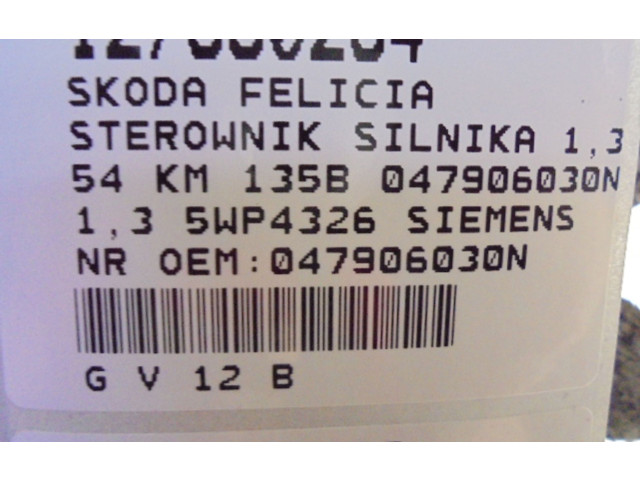 SKODA FELICIA
STEROWNIK SILNIKA 1,3
54 KM 135B 047906030N
1,3 5WP4326 SIEMENS
NR OEM:047906030N
G V 12 B